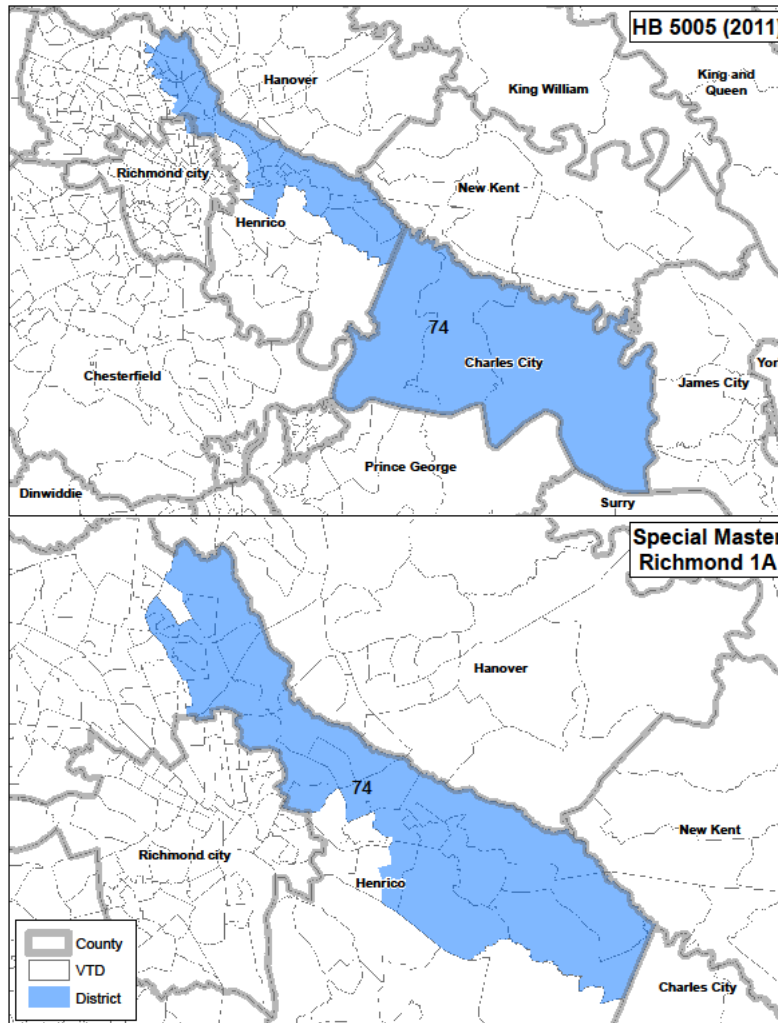 HB 5005 (2011)
Hanover
King William
King and
Queen
Richmond city
New Kent
Henrico
74
Charles City
Chesterfield
James City
Yor
Prince George
Dinwiddie
Surry
Special Master
Richmond 1A
Hanover
74
New Kent
Richmond city
Henrico
County
VTD
District
Charles City